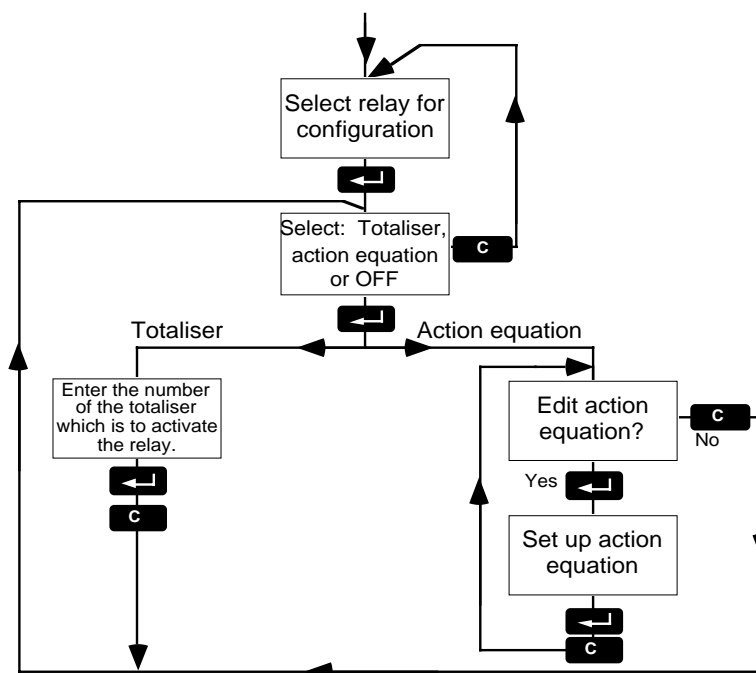 Select relay for
configuration
Select: Totaliser,
action equation
or OFF
C
Totaliser
Action equation
Enter the number
of the totaliser
which is to activate
the relay.
C
Edit action
equation?
C
No
Yes
Set up action
equation
C